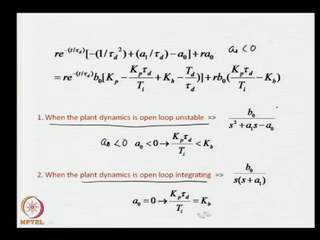 re^{-(t/τ_d)}[-(1/τ_d^2)+(a_1/τ_d)-a_0]+ra_0
a_0 < 0
=re^{-(t/τ_d)}b_0[K_p - K_pτ_d/T_i + K_b - T_d/τ_d]+rb_0(K_pτ_d/T_i - K_b)
1. When the plant dynamics is open loop unstable => b_0/(s^2+a_1s-a_0)
a_0 < 0 a_0<0→ K_pτ_d/T_i < K_b
2. When the plant dynamics is open loop integrating => b_0/(s(s+a_1))
a_0=0→ K_pτ_d/T_i = K_b
NPTEL